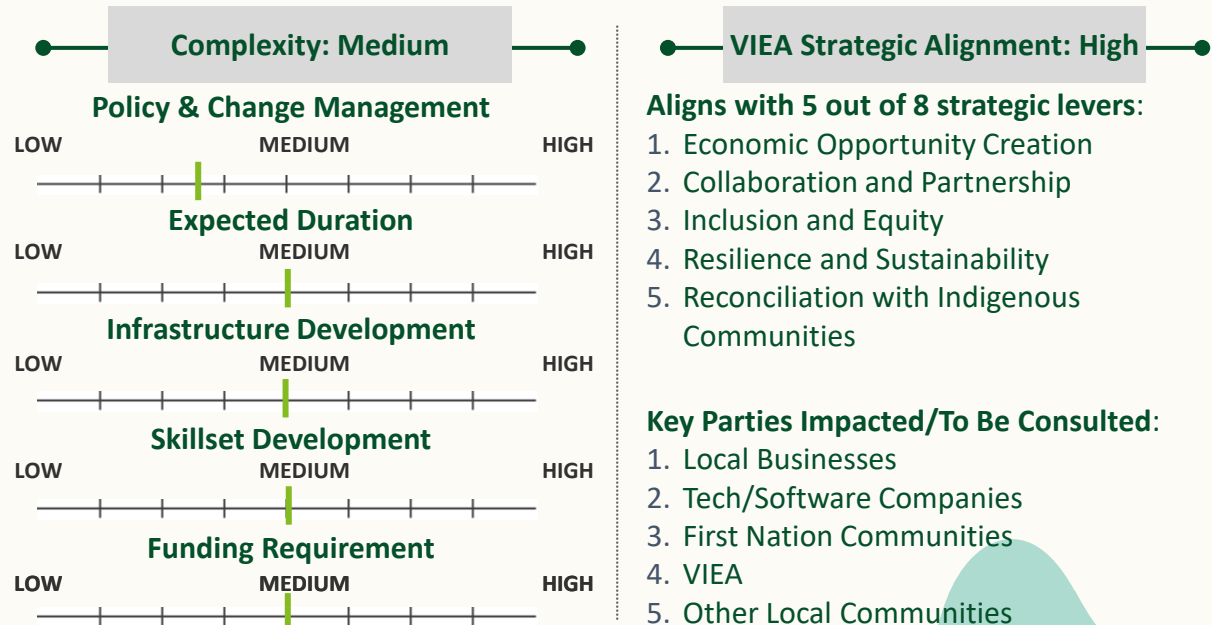 Complexity: Medium
Policy & Change Management
LOW MEDIUM HIGH
Expected Duration
LOW MEDIUM HIGH
Infrastructure Development
LOW MEDIUM HIGH
Skillset Development
LOW MEDIUM HIGH
Funding Requirement
LOW MEDIUM HIGH
VIEA Strategic Alignment: High
Aligns with 5 out of 8 strategic levers:
1. Economic Opportunity Creation
2. Collaboration and Partnership
3. Inclusion and Equity
4. Resilience and Sustainability
5. Reconciliation with Indigenous
Communities
Key Parties Impacted/To Be Consulted:
1. Local Businesses
2. Tech/Software Companies
3. First Nation Communities
4. VIEA
5. Other Local Communities